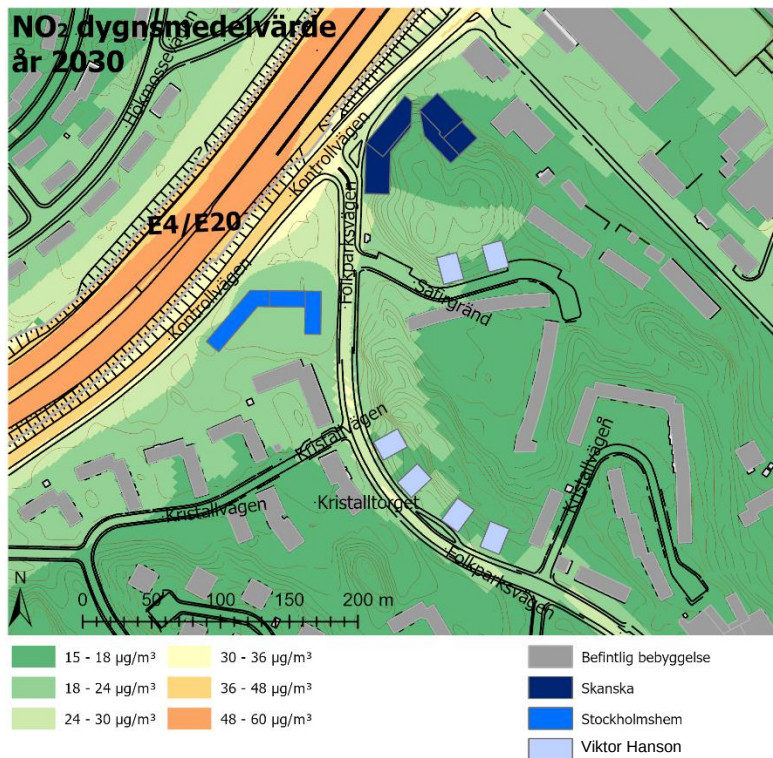 NO₂ dygnsmedelvärde
år 2030
Hökmossevägen
Kontrollvägen
E4/E20
Folkparksvägen
Kontrollvägen
Safirgränd
Kristallvägen
Kristallvägen
Kristalltorget
Kristallvägen
Folkparksvägen
N
0 50 100 150 200 m
15 - 18 µg/m³ 30 - 36 µg/m³ Befintlig bebyggelse
18 - 24 µg/m³ 36 - 48 µg/m³ Skanska
24 - 30 µg/m³ 48 - 60 µg/m³ Stockholmshem
Viktor Hanson